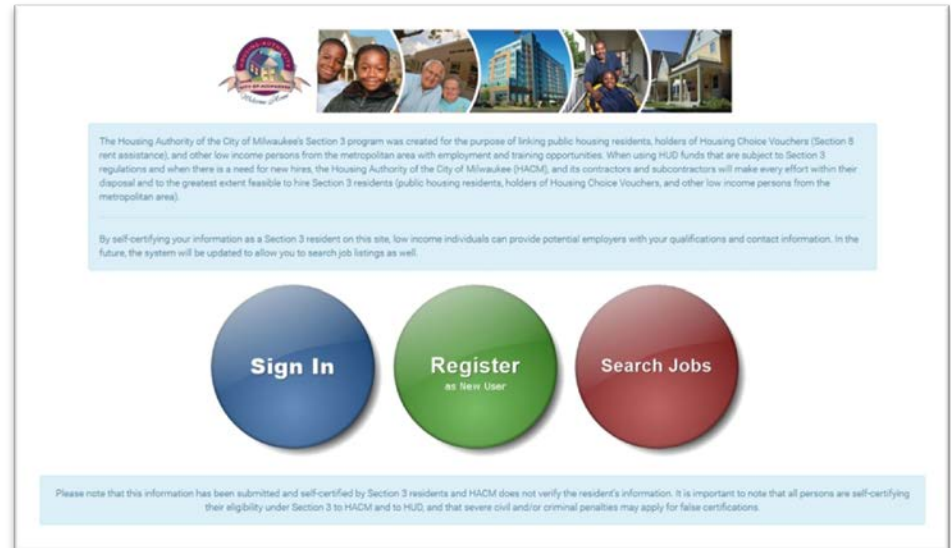 HOUSING AUTHORITY
CITY OF MILWAUKEE
Welcome Home
The Housing Authority of the City of Milwaukee's Section 3 program was created for the purpose of linking public housing residents, holders of Housing Choice Vouchers (Section 8
rent assistance), and other low income persons from the metropolitan area with employment and training opportunities. When using HUD funds that are subject to Section 3
regulations and when there is a need for new hires, the Housing Authority of the City of Milwaukee (HACM), and its contractors and subcontractors will make every effort within their
disposal and to the greatest extent feasible to hire Section 3 residents (public housing residents, holders of Housing Choice Vouchers, and other low income persons from the
metropolitan area).
By self-certifying your information as a Section 3 resident on this site, low income individuals can provide potential employers with your qualifications and contact information. In the
future, the system will be updated to allow you to search job listings as well.
Sign In
Register
as New User
Search Jobs
Please note that this information has been submitted and self-certified by Section 3 residents and HACM does not verify the resident's information. It is important to note that all persons are self-certifying
their eligibility under Section 3 to HACM and to HUD, and that severe civil and/or criminal penalties may apply for false certifications.